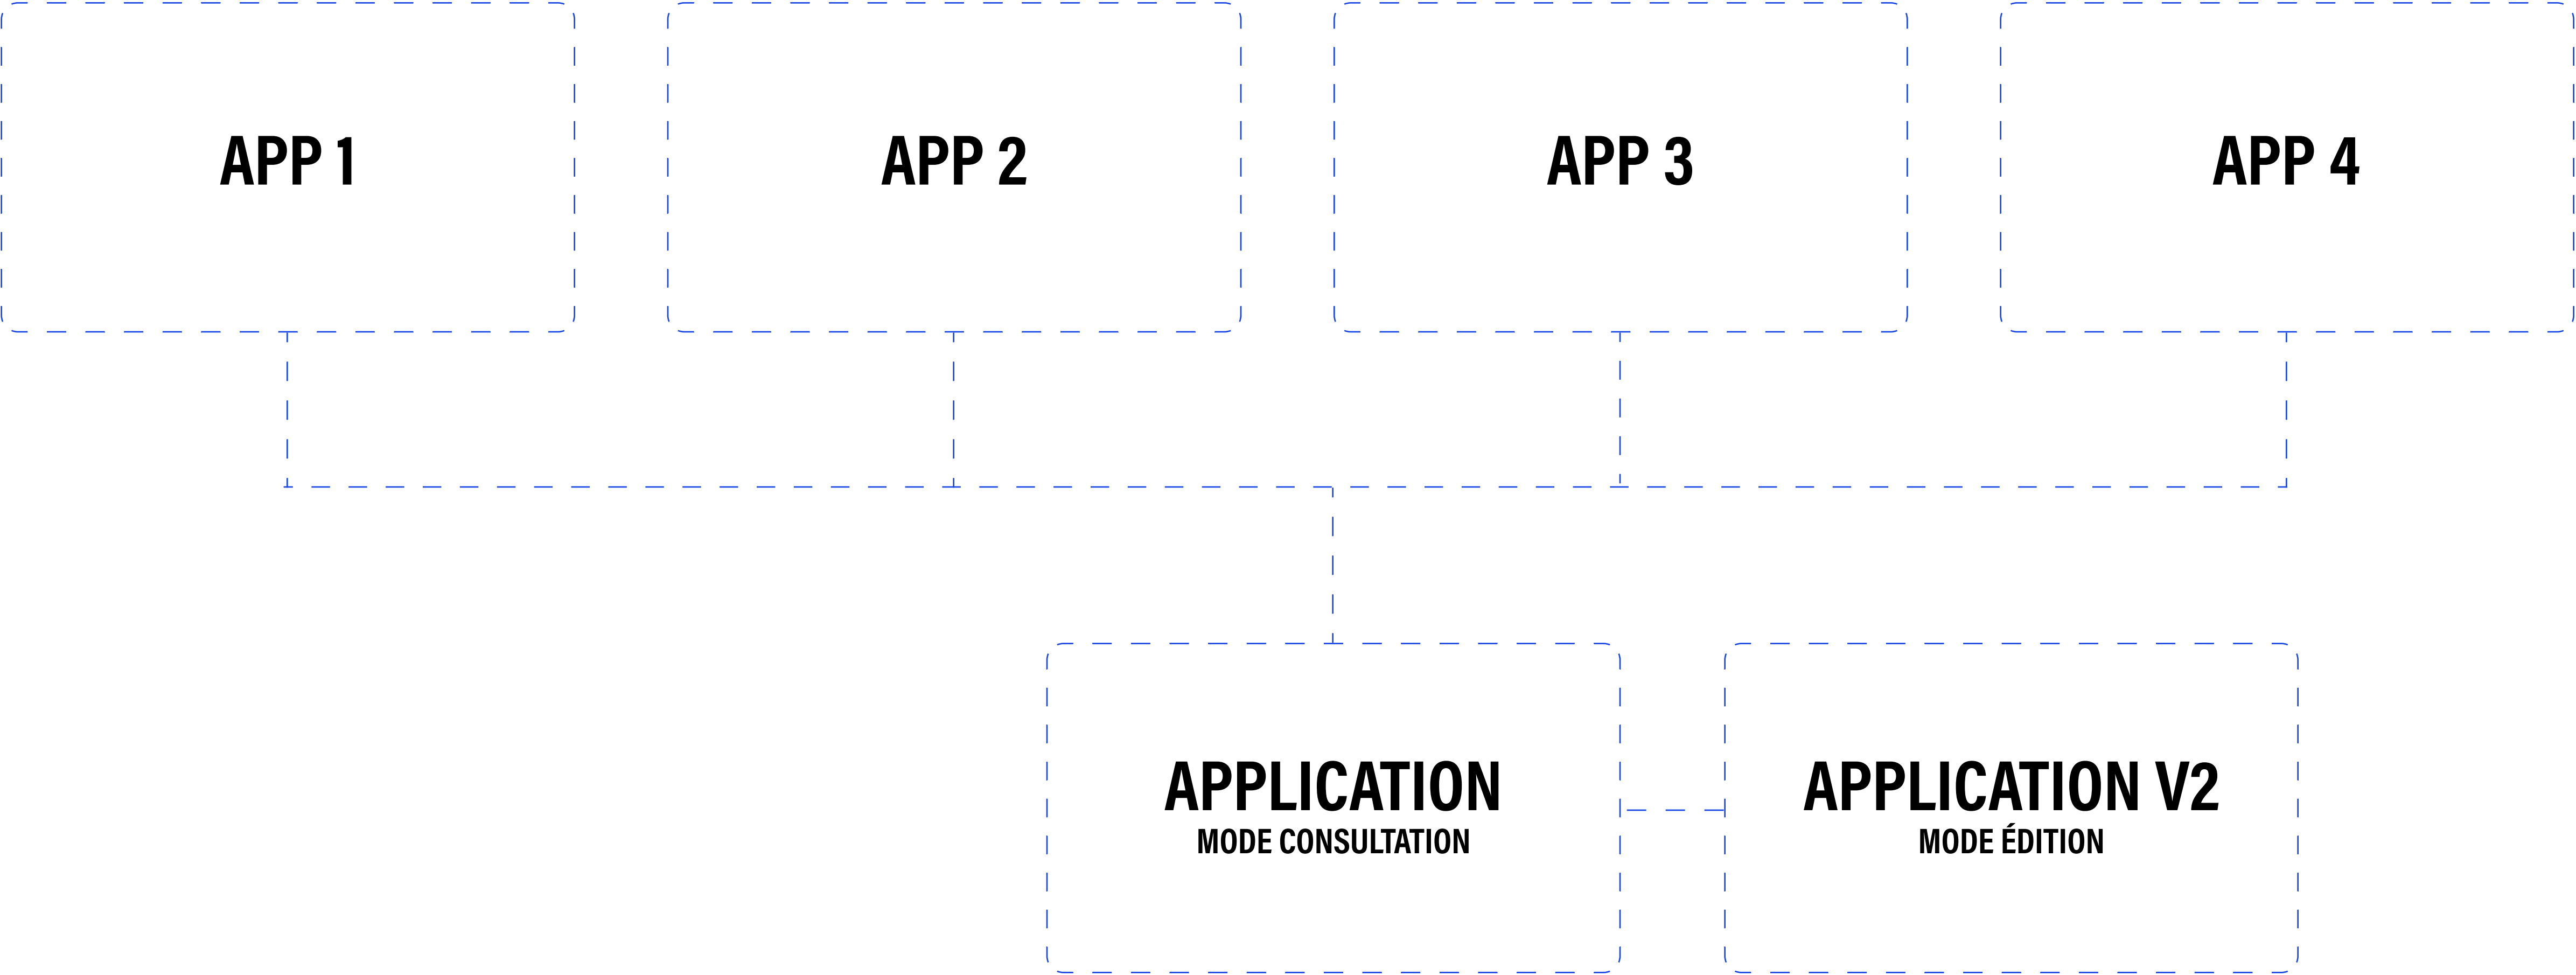 APP 1
APP 2
APP 3
APP 4
APPLICATION
MODE CONSULTATION
APPLICATION V2
MODE ÉDITION